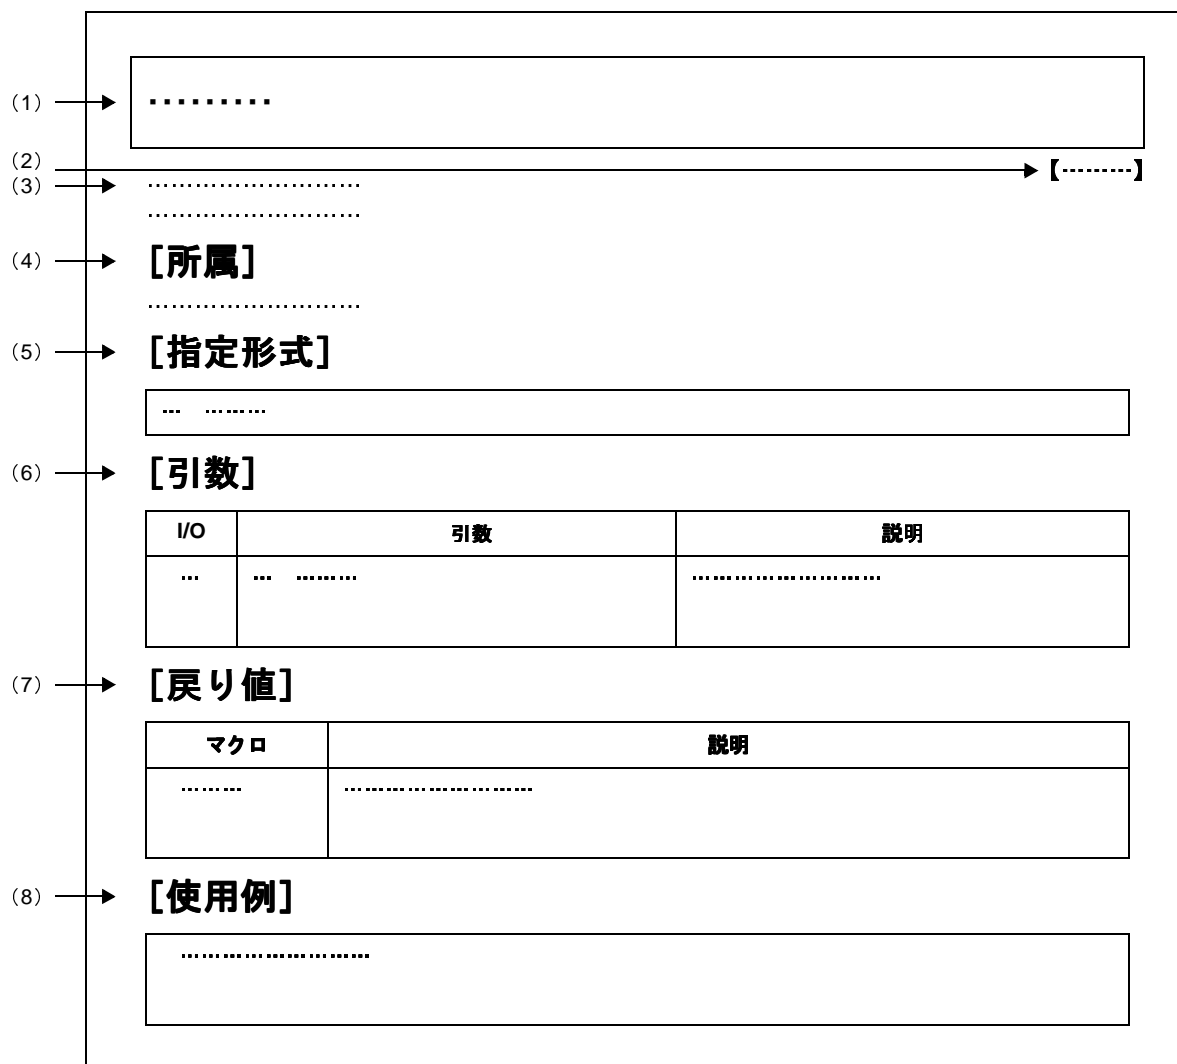 (1) ․․․․․․․․․
(2) 【………】
(3) ………………………
………………………
(4) [所属]
………………………
(5) [指定形式]
… ………
(6) [引数]
I/O 引数 説明
… … ……… ………………………
(7) [戻り値]
マクロ 説明
……… ………………………
(8) [使用例]
………………………